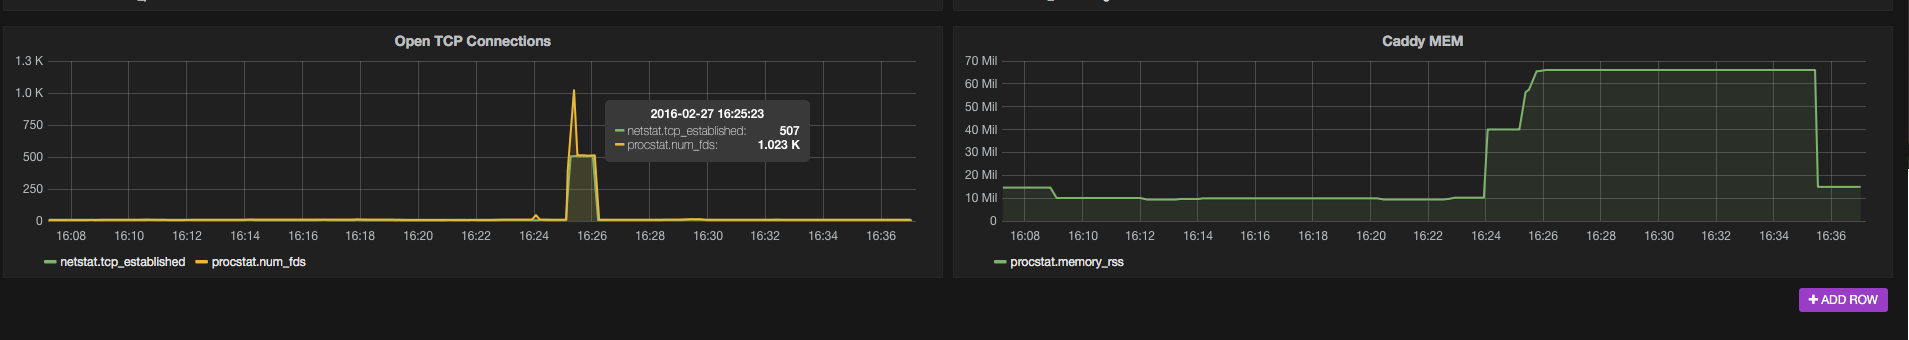 Open TCP Connections
1.3 K
1.0 K
750
500
250
0
16:08 16:10 16:12 16:14 16:16 16:18 16:20 16:22 16:24 16:26 16:28 16:30 16:32 16:34 16:36
netstat.tcp_established procstat.num_fds
2016-02-27 16:25:23
netstat.tcp_established: 507
procstat.num_fds: 1.023 K
Caddy MEM
70 Mil
60 Mil
50 Mil
40 Mil
30 Mil
20 Mil
10 Mil
0
16:08 16:10 16:12 16:14 16:16 16:18 16:20 16:22 16:24 16:26 16:28 16:30 16:32 16:34 16:36
procstat.memory_rss
+ ADD ROW